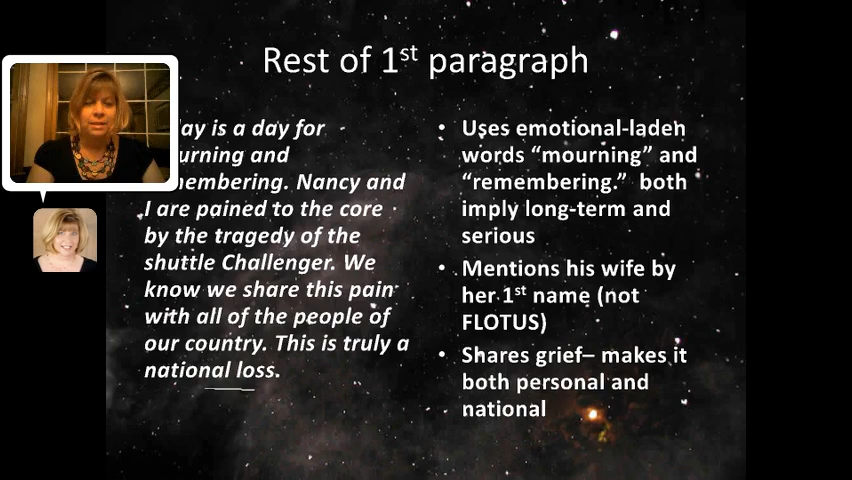 Rest of 1st paragraph
is a day for
and
Nancy and
I are pained to the core
by the tragedy of the
shuttle Challenger. We
know we share this pain
with all of the people of
our country. This is truly a
national loss.
• Uses emotional-laden
words “mourning” and
“remembering.” both
imply long-term and
serious
• Mentions his wife by
her 1st name (not
FLOTUS)
• Shares grief– makes it
both personal and
national